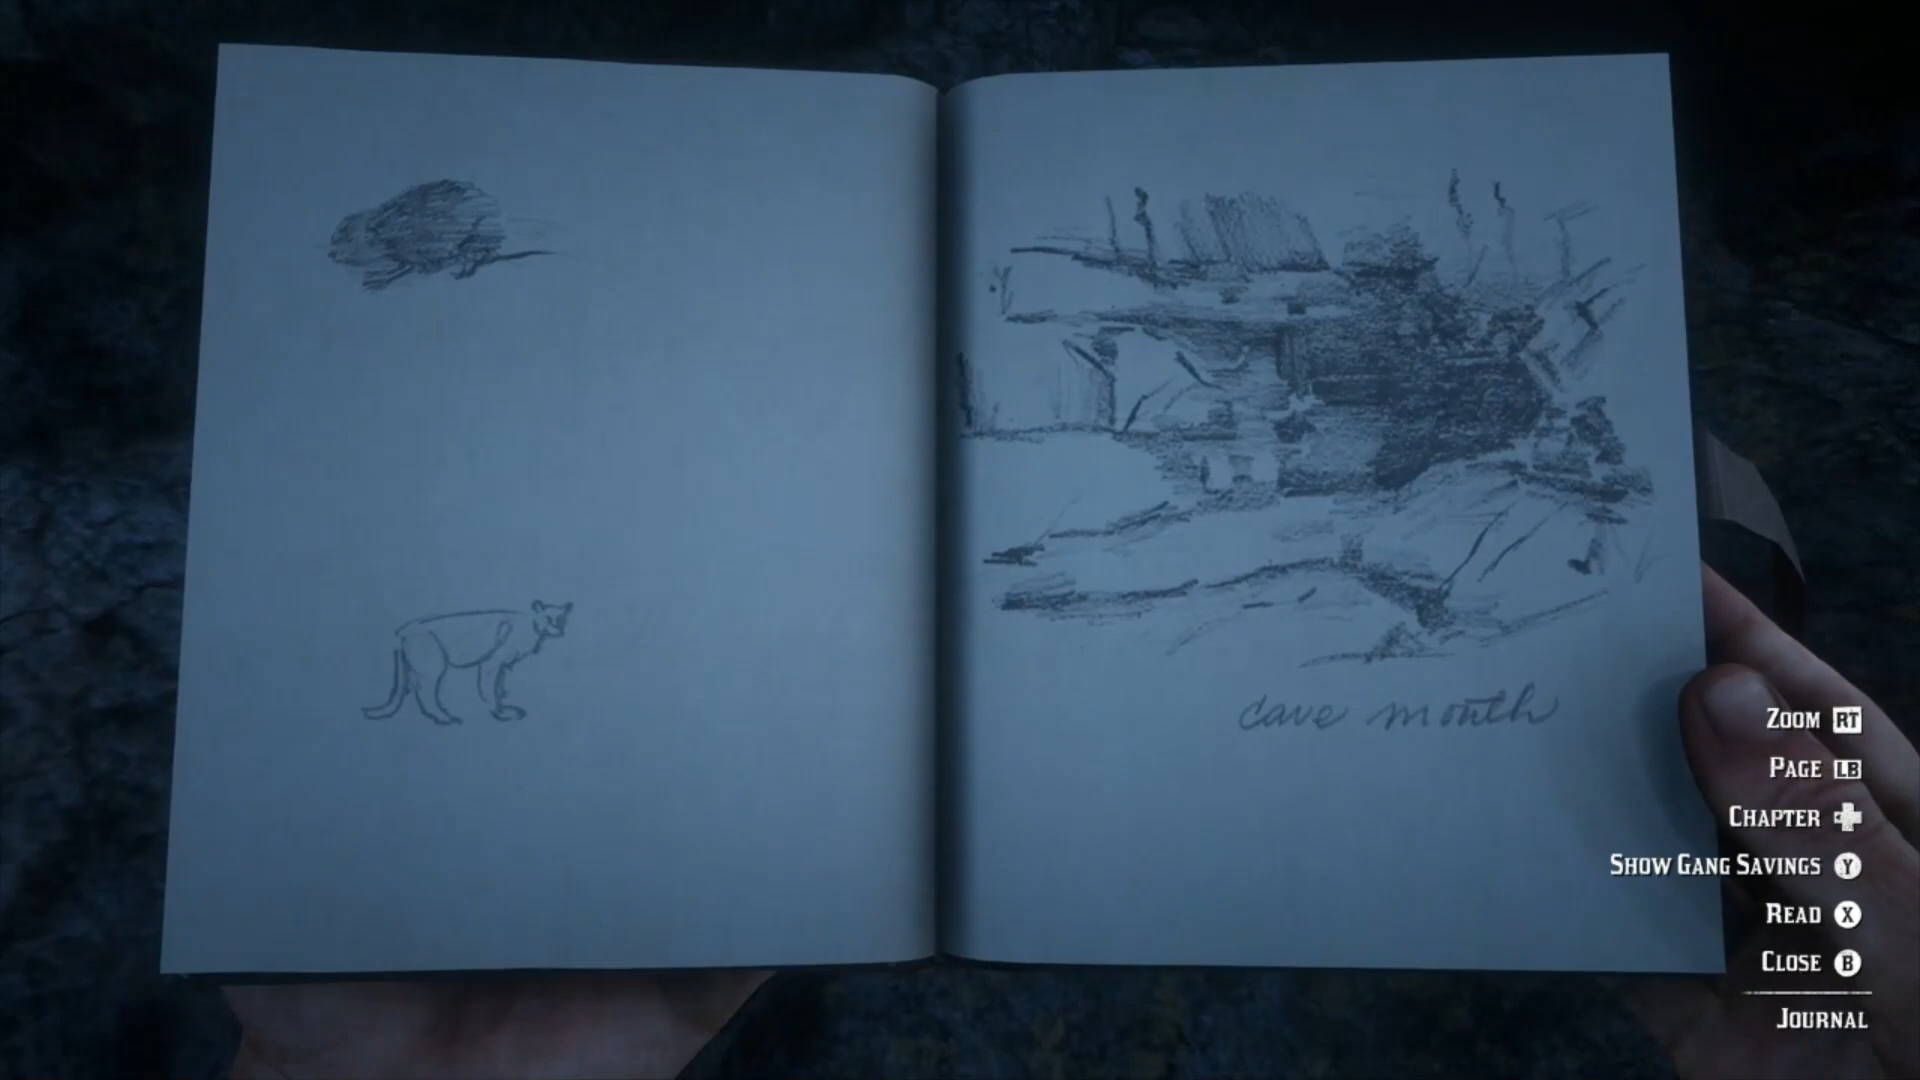 cave mouth
Zoom RT
Page LB
Chapter
Show Gang Savings Y
Read X
Close B
Journal